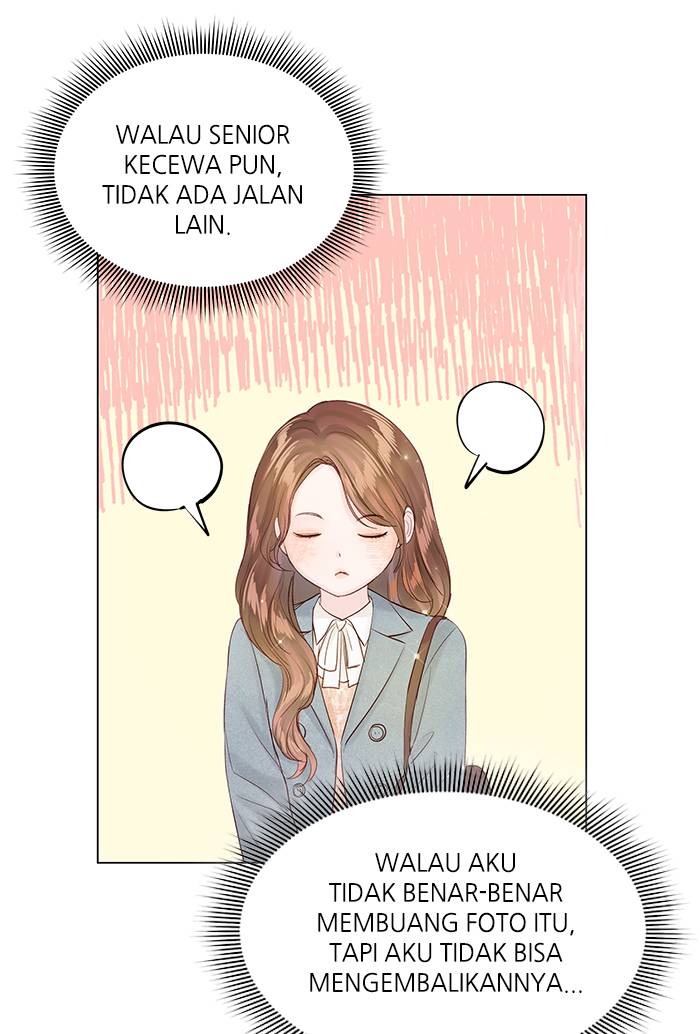 WALAU SENIOR
KECEWA PUN,
TIDAK ADA JALAN
LAIN.
WALAU AKU
TIDAK BENAR-BENAR
MEMBUANG FOTO ITU,
TAPI AKU TIDAK BISA
MENGEMBALIKANNYA...